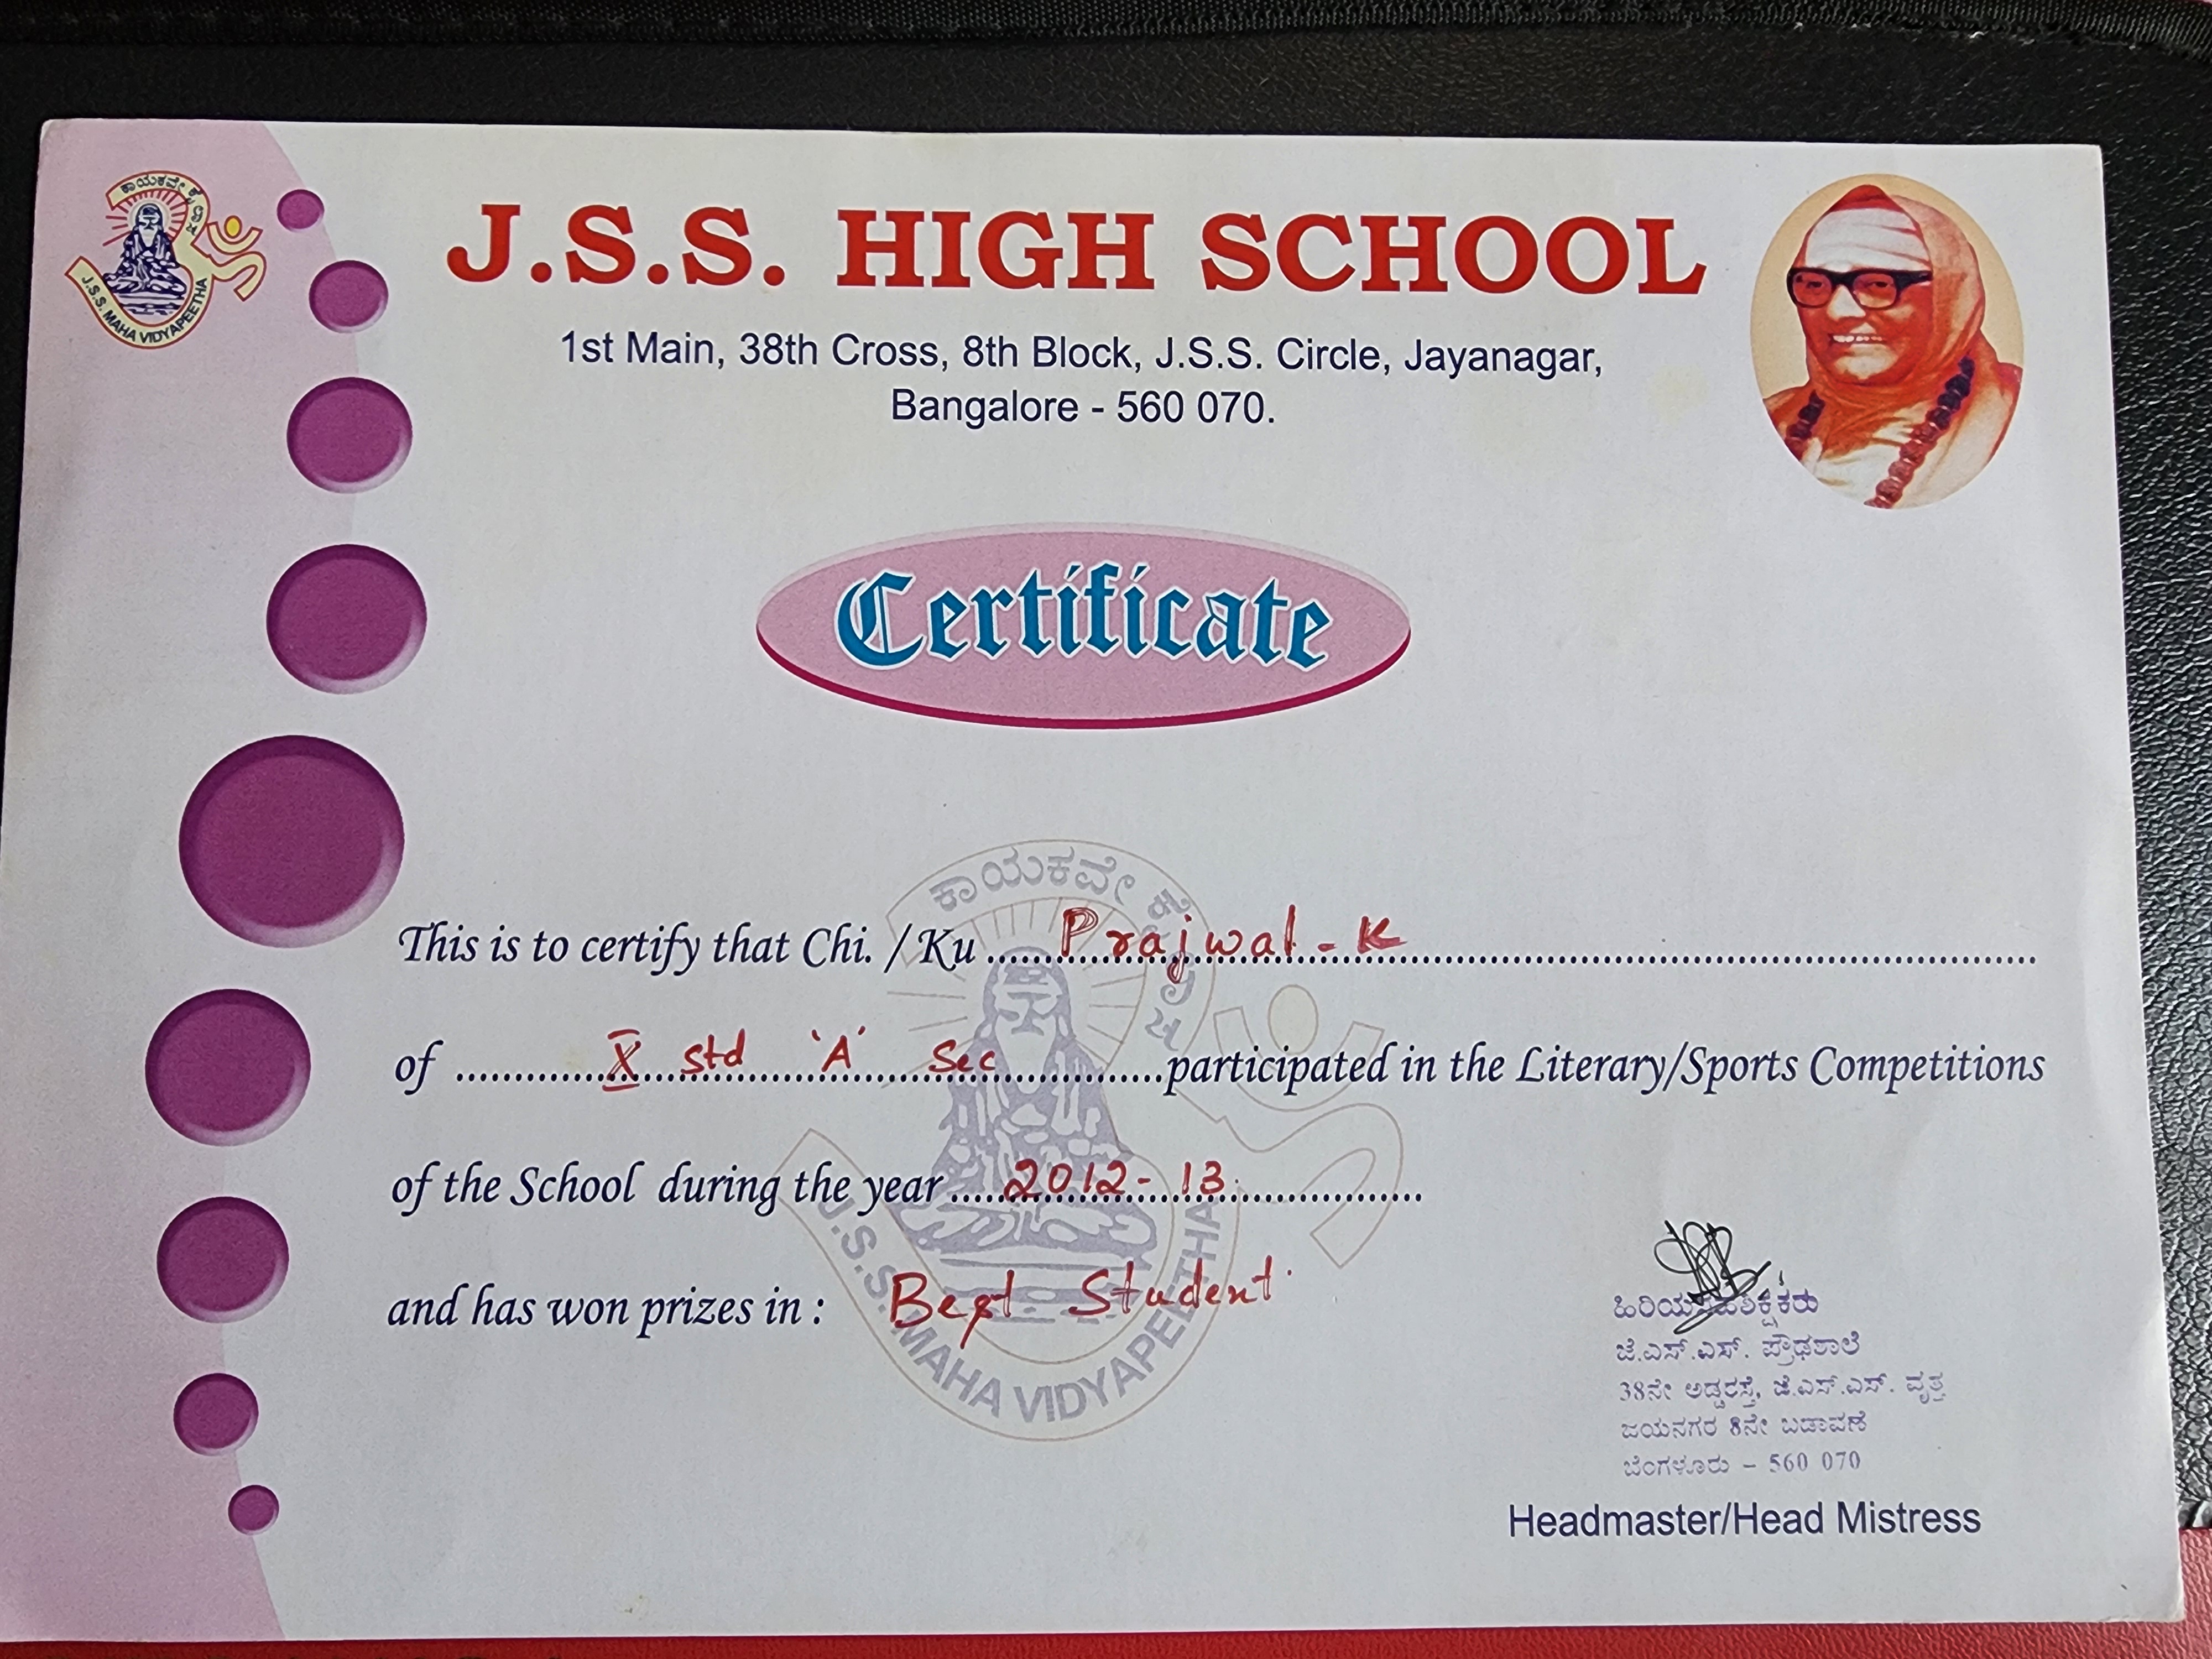 ಕಾಯಕವೇ ಕೈಲಾಸ
J.S.S. MAHA VIDYAPEETHA
J.S.S. HIGH SCHOOL
1st Main, 38th Cross, 8th Block, J.S.S. Circle, Jayanagar,
Bangalore - 560 070.
Certificate
ಕಾಯಕವೇ ಕೈಲಾಸ
This is to certify that Chi. / Ku Prajwal - K
of X std 'A' Sec participated in the Literary/Sports Competitions
of the School during the year 2012 - 13
and has won prizes in : Best Student
J.S.S. MAHA VIDYAPEETHA
ಜೆ.ಎಸ್.ಎಸ್. ಪ್ರೌಢಶಾಲೆ
38ನೇ ಅಡ್ಡರಸ್ತೆ, ಜೆ.ಎಸ್.ಎಸ್. ವೃತ್ತ
ಜಯನಗರ 8ನೇ ಬಡಾವಣೆ
ಬೆಂಗಳೂರು - 560 070
Headmaster/Head Mistress